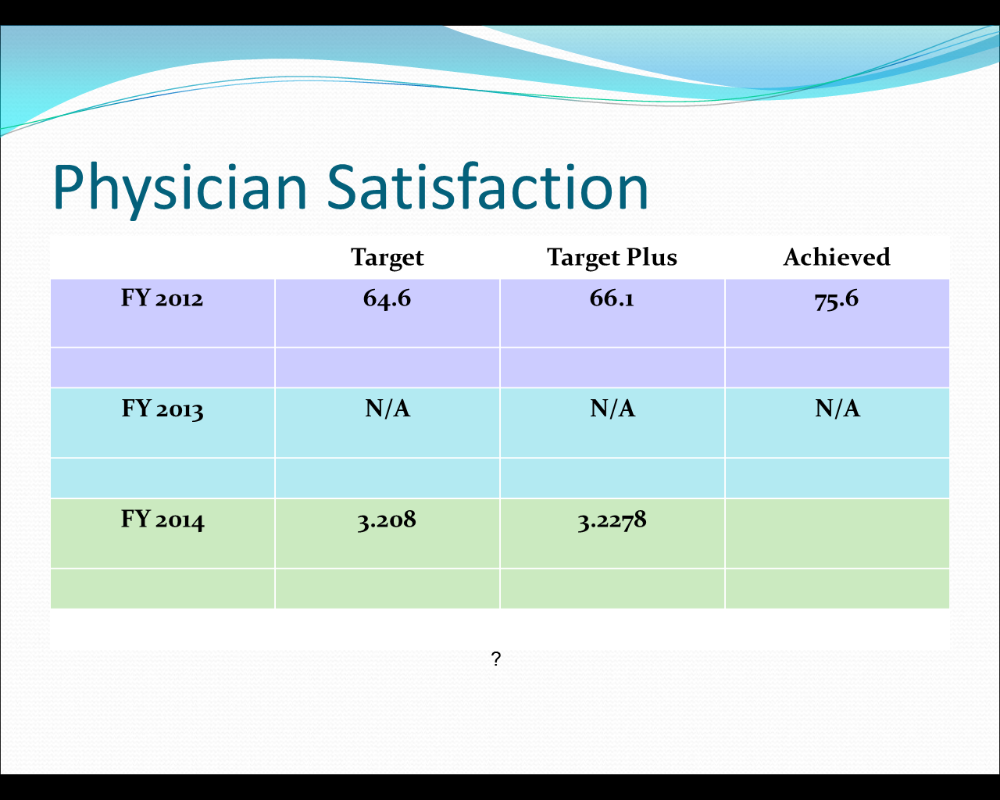 Physician Satisfaction
Target Target Plus Achieved
FY 2012 64.6 66.1 75.6
FY 2013 N/A N/A N/A
FY 2014 3.208 3.2278
?